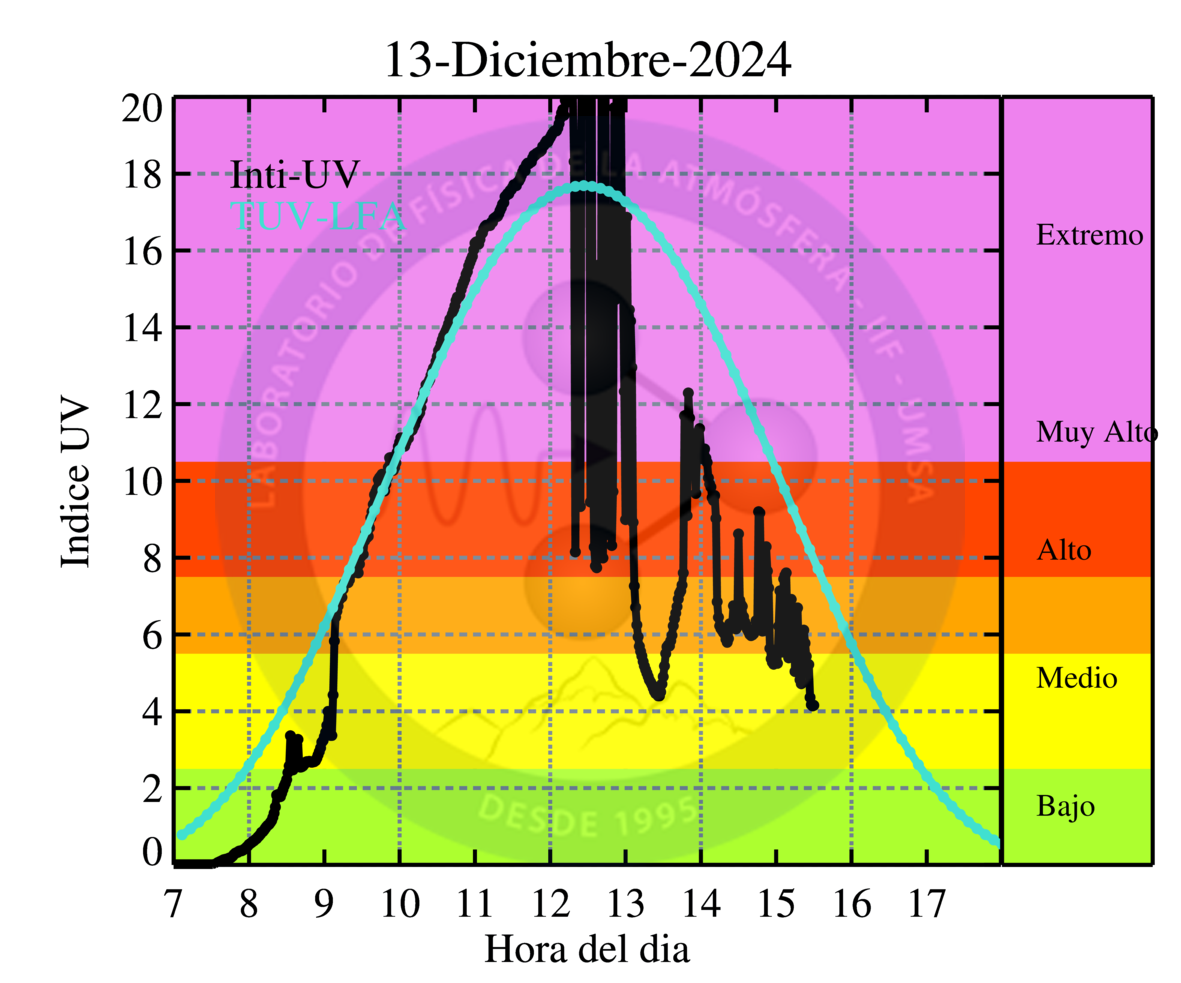 13-Diciembre-2024
20
18
16
14
12
10
8
6
4
2
0
Indice UV
Inti-UV
TUV-LFA
LABORATORIO DE FÍSICA DE LA ATMÓSFERA - IIF - UMSA
DESDE 1995
Extremo
Muy Alto
Alto
Medio
Bajo
7 8 9 10 11 12 13 14 15 16 17
Hora del dia